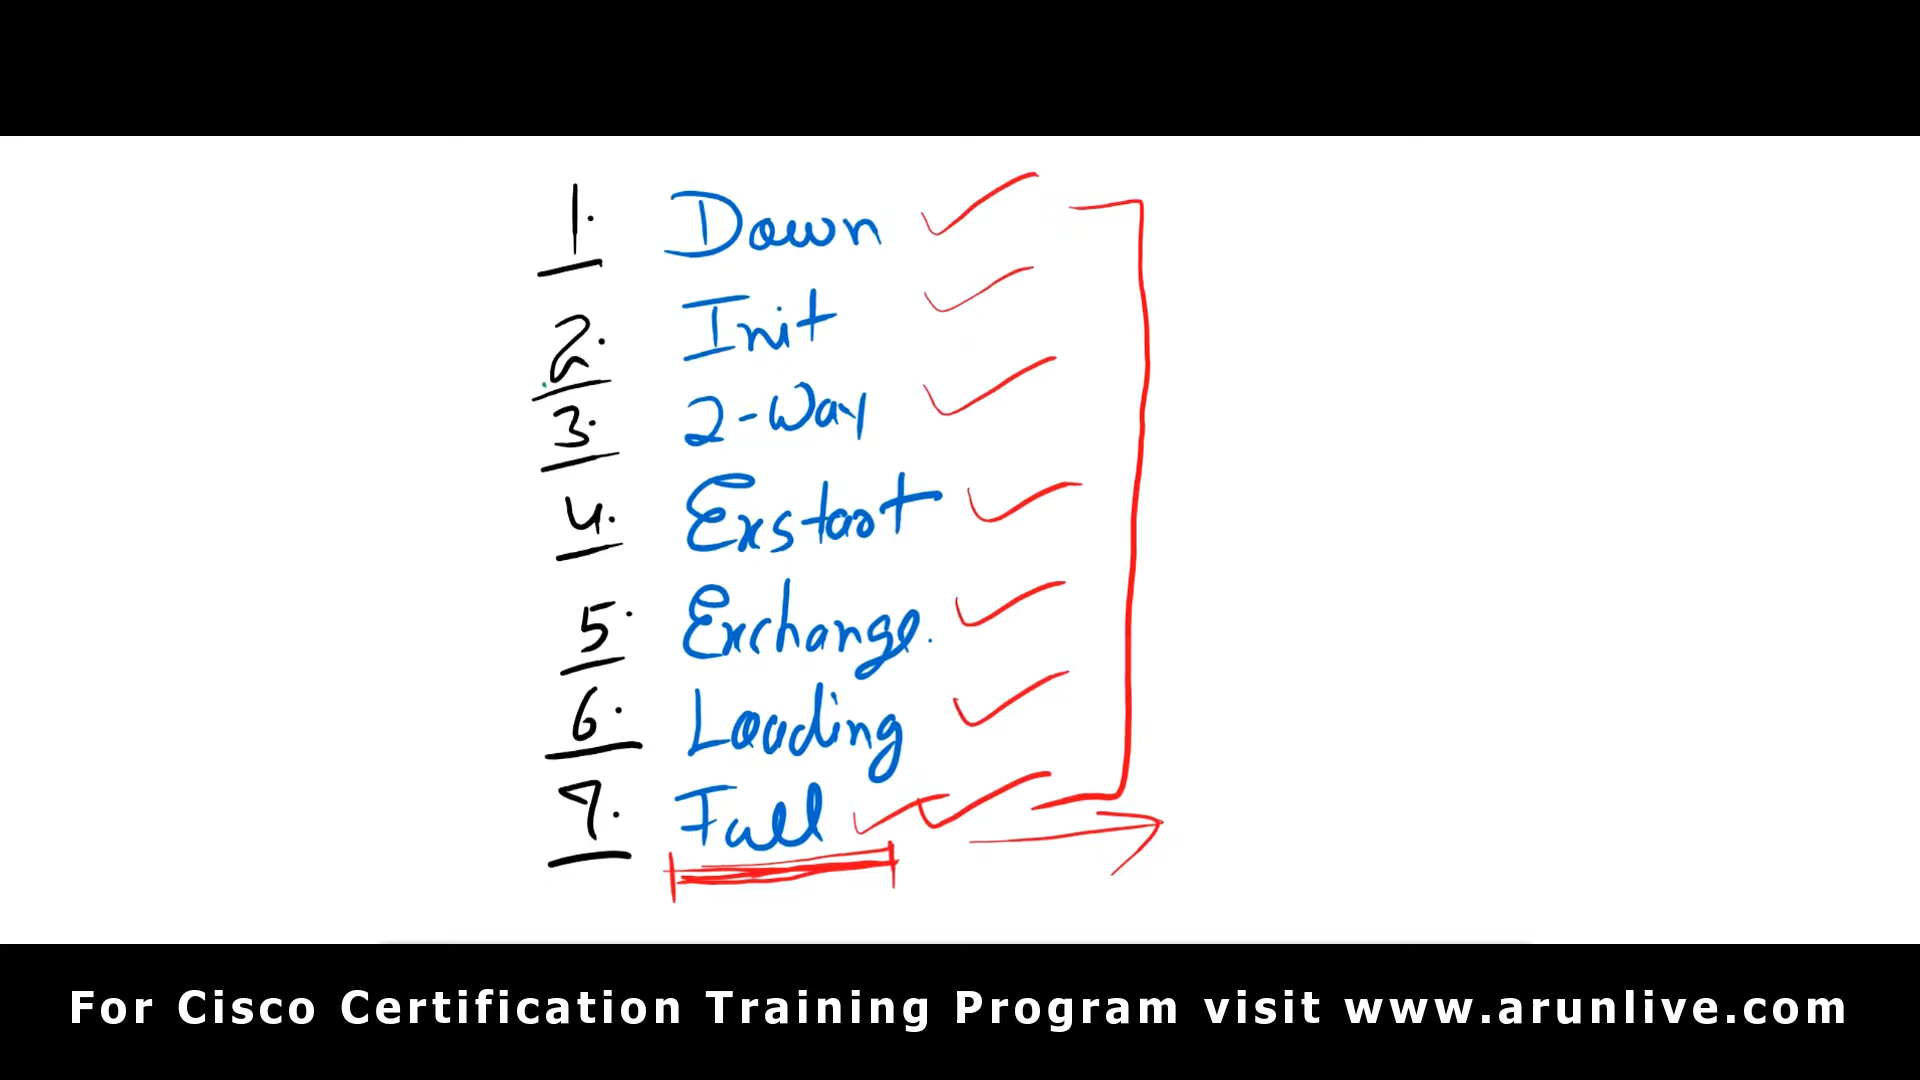 1. Down
2. Init
3. 2-Way
4. Exstart
5. Exchange.
6. Loading
7. Full
For Cisco Certification Training Program visit www.arunlive.com